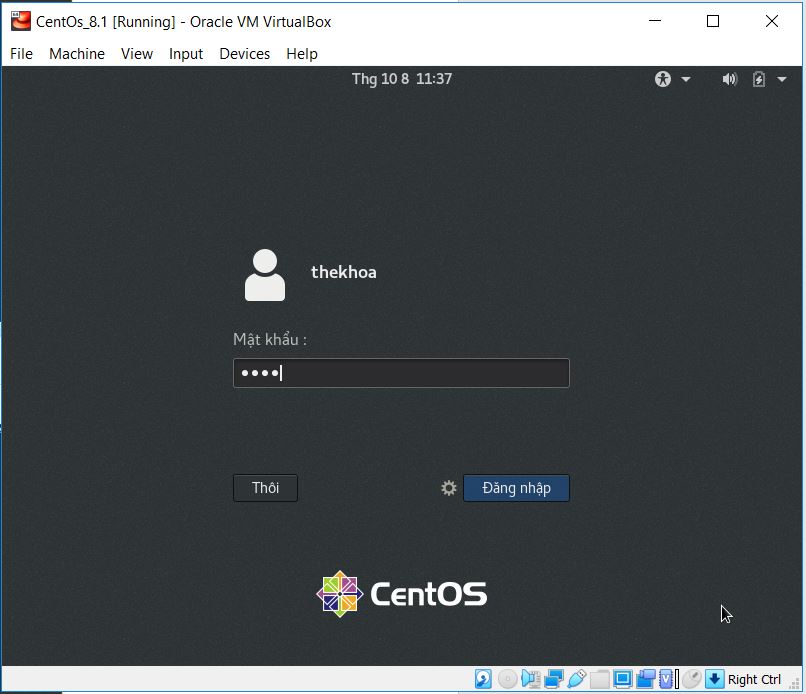 CentOs_8.1 [Running] - Oracle VM VirtualBox
File Machine View Input Devices Help
Thg 10 8 11:37
thekhoa
Mật khẩu :
Thôi
Đăng nhập
CentOS
Right Ctrl